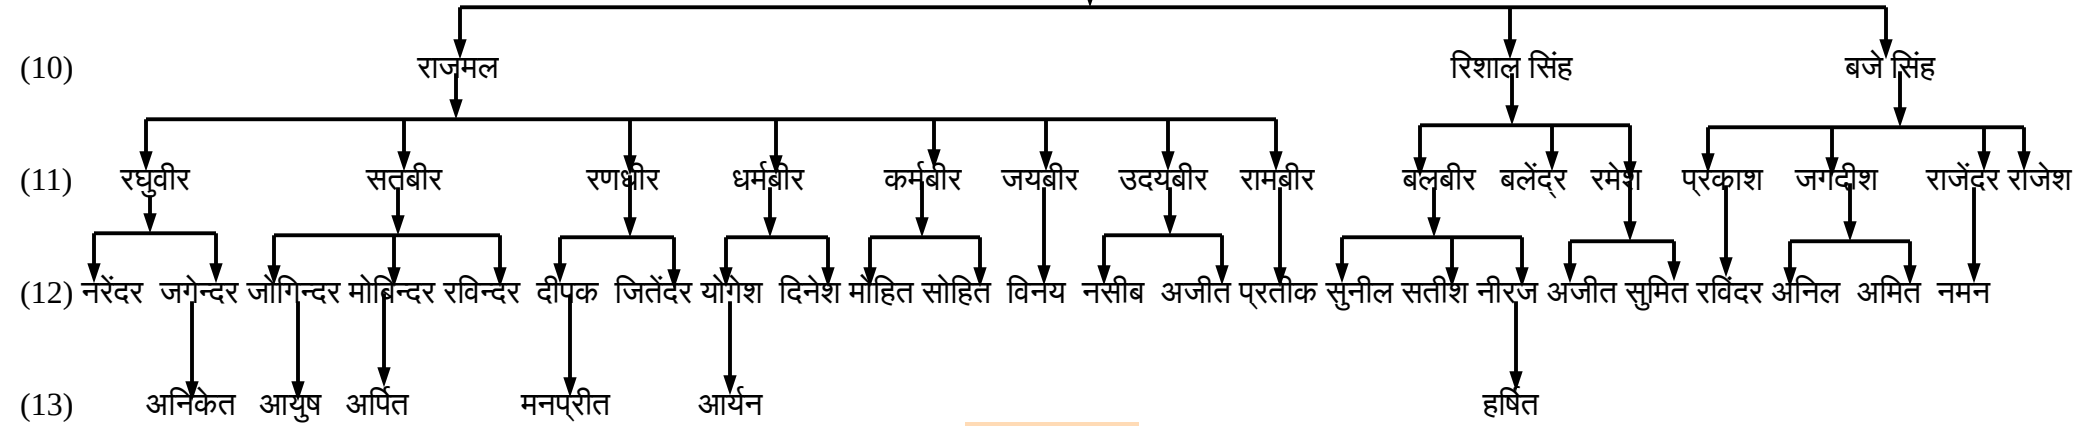 (10) राजमल रिशाल सिंह बजे सिंह
(11) रघुवीर सतबीर रणधीर धर्मबीर कर्मबीर जयबीर उदयबीर रामबीर बलबीर बलेंद्र रमेश प्रकाश जगदीश राजेंद्र राजेश
(12) नरेंदर जगेन्दर जोगिन्दर मोबिन्दर रविन्दर दीपक जितेंदर योगेश दिनेश मोहित सोहित विनय नसीब अजीत प्रतीक सुनील सतीश नीरज अजीत सुमित रविंदर अनिल अमित नमन
(13) अनिकेत आयुष अर्पित मनप्रीत आर्यन हर्षित